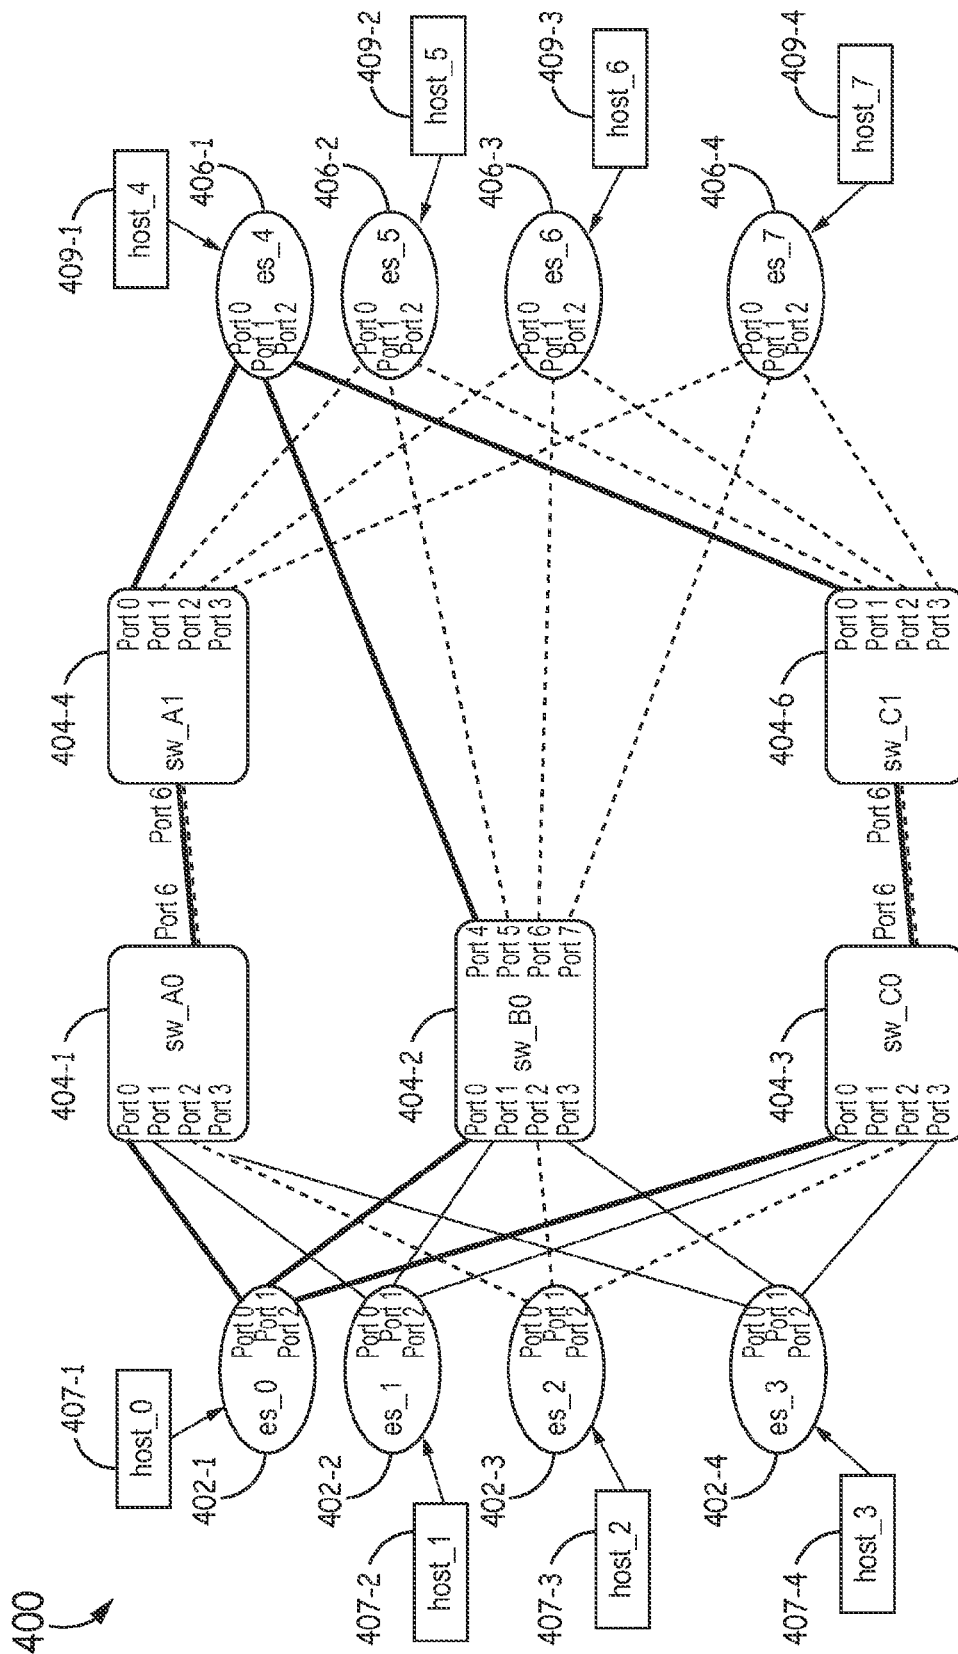 400
407-1
host_0
402-1
es_0
Port 0
Port 1
Port 2
402-2
es_1
Port 0
Port 1
Port 2
407-2
host_1
402-3
es_2
Port 0
Port 1
Port 2
407-3
host_2
402-4
es_3
Port 0
Port 1
Port 2
407-4
host_3
404-1
sw_A0
Port 0
Port 1
Port 2
Port 3
Port 6
404-2
sw_B0
Port 0
Port 1
Port 2
Port 3
Port 4
Port 5
Port 6
Port 7
404-3
sw_C0
Port 0
Port 1
Port 2
Port 3
Port 6
404-4
sw_A1
Port 6
Port 0
Port 1
Port 2
Port 3
404-6
sw_C1
Port 6
Port 0
Port 1
Port 2
Port 3
409-1
host_4
406-1
es_4
Port 0
Port 1
Port 2
406-2
es_5
Port 0
Port 1
Port 2
409-2
host_5
406-3
es_6
Port 0
Port 1
Port 2
409-3
host_6
406-4
es_7
Port 0
Port 1
Port 2
409-4
host_7